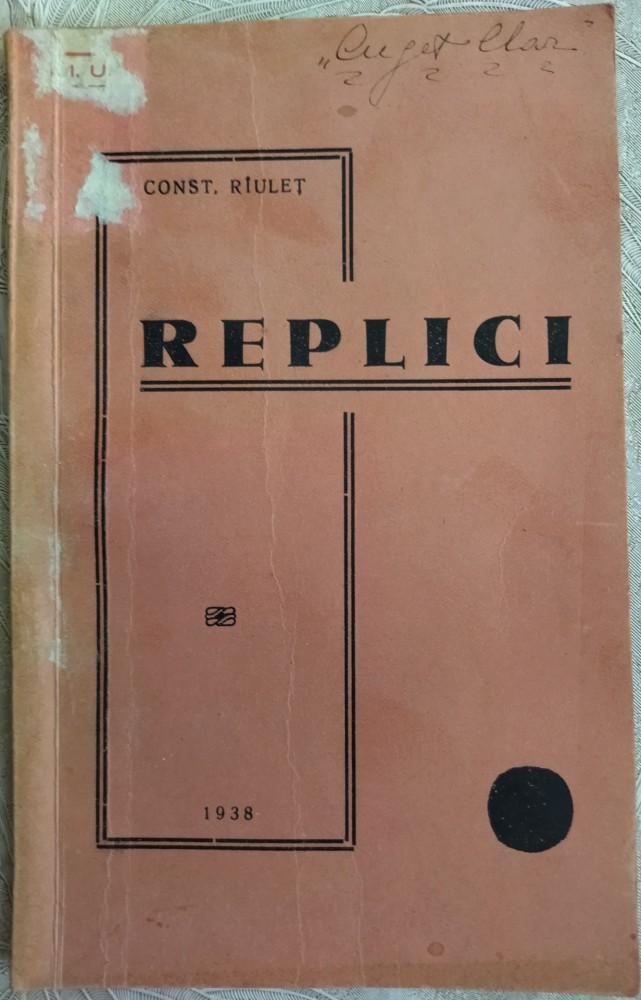 „Cuget Clar”
I. U.
CONST. RÎULEȚ
REPLICI
1938